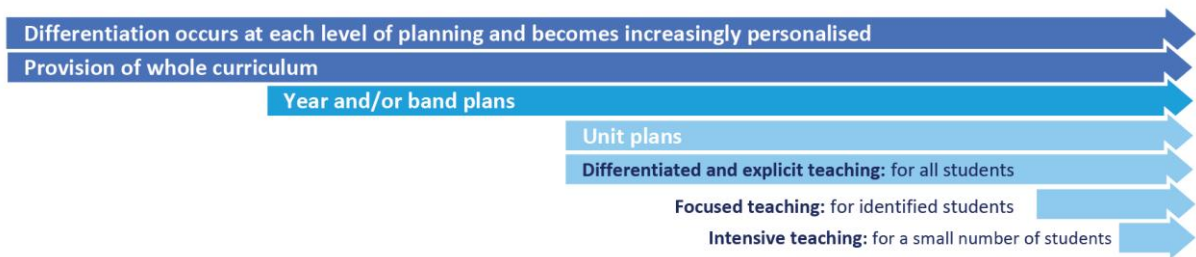 Differentiation occurs at each level of planning and becomes increasingly personalised
Provision of whole curriculum
Year and/or band plans
Unit plans
Differentiated and explicit teaching: for all students
Focused teaching: for identified students
Intensive teaching: for a small number of students